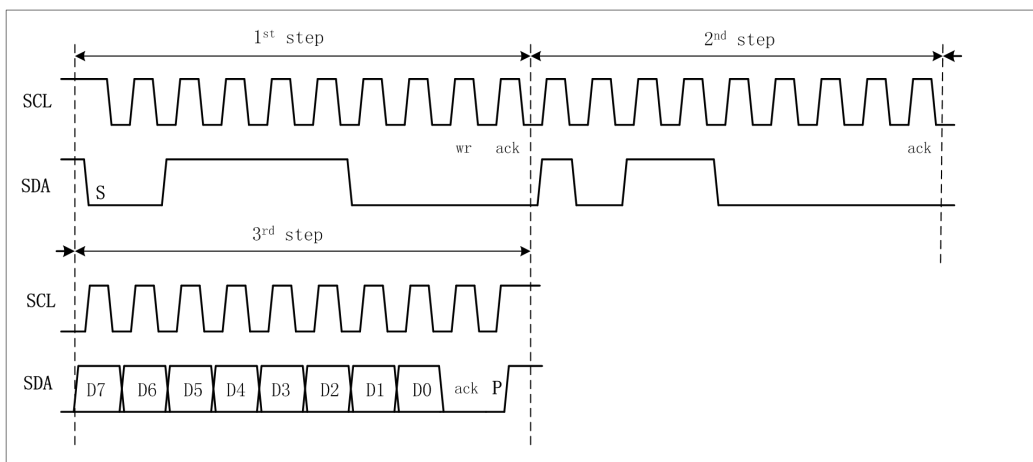 1st step 2nd step
SCL
wr ack ack
SDA S
3rd step
SCL
SDA D7 D6 D5 D4 D3 D2 D1 D0 ack P